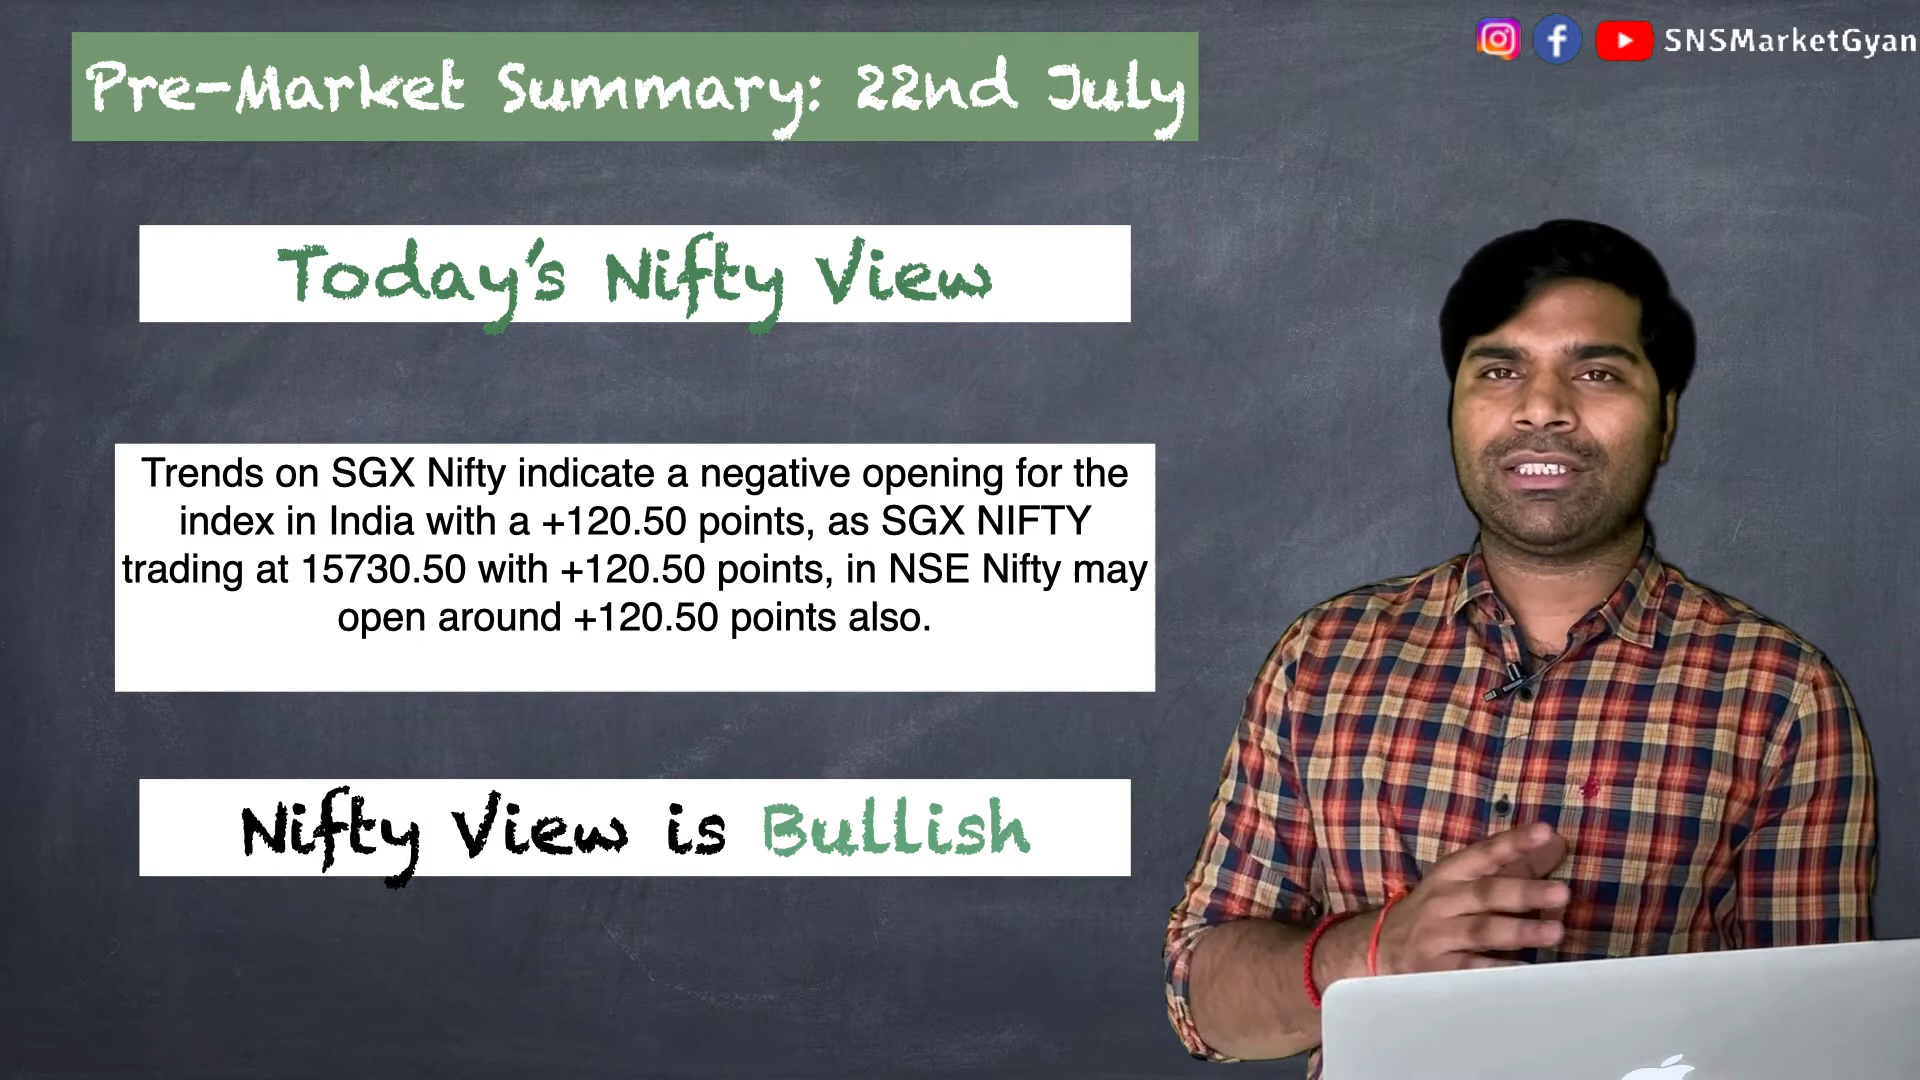 Pre-Market Summary: 22nd July
SNSMarketGyan
Today's Nifty View
Trends on SGX Nifty indicate a negative opening for the
index in India with a +120.50 points, as SGX NIFTY
trading at 15730.50 with +120.50 points, in NSE Nifty may
open around +120.50 points also.
Nifty View is Bullish